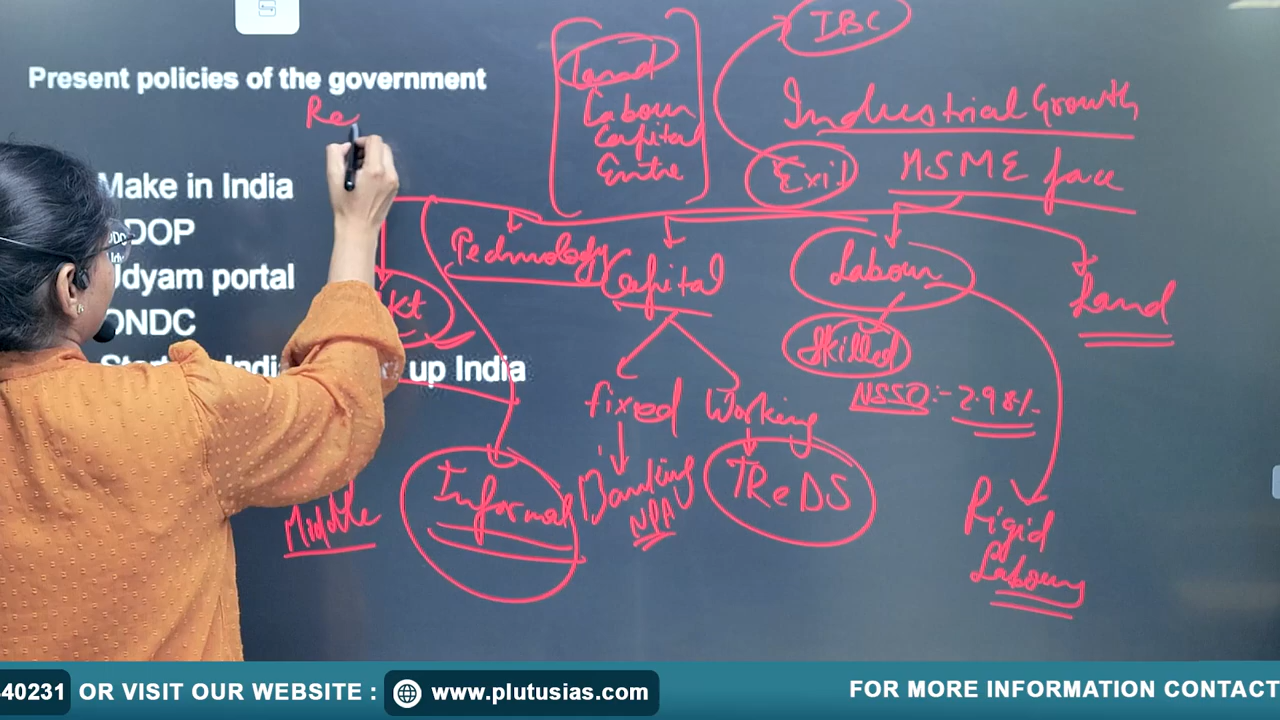 Present policies of the government
Re
Make in India
DOP
Udyam portal
ONDC
up India
Land
Labour
Capital
Entre
IBC
Industrial Growth
Exit
MSME face
Technology
Capital
Labour
Land
kt
Skilled
NSSO:- 2.98%
fixed
Working
Middle
Informal
Banking
NPA
TReDS
Rigid
Labour
40231 OR VISIT OUR WEBSITE : www.plutusias.com
FOR MORE INFORMATION CONTACT